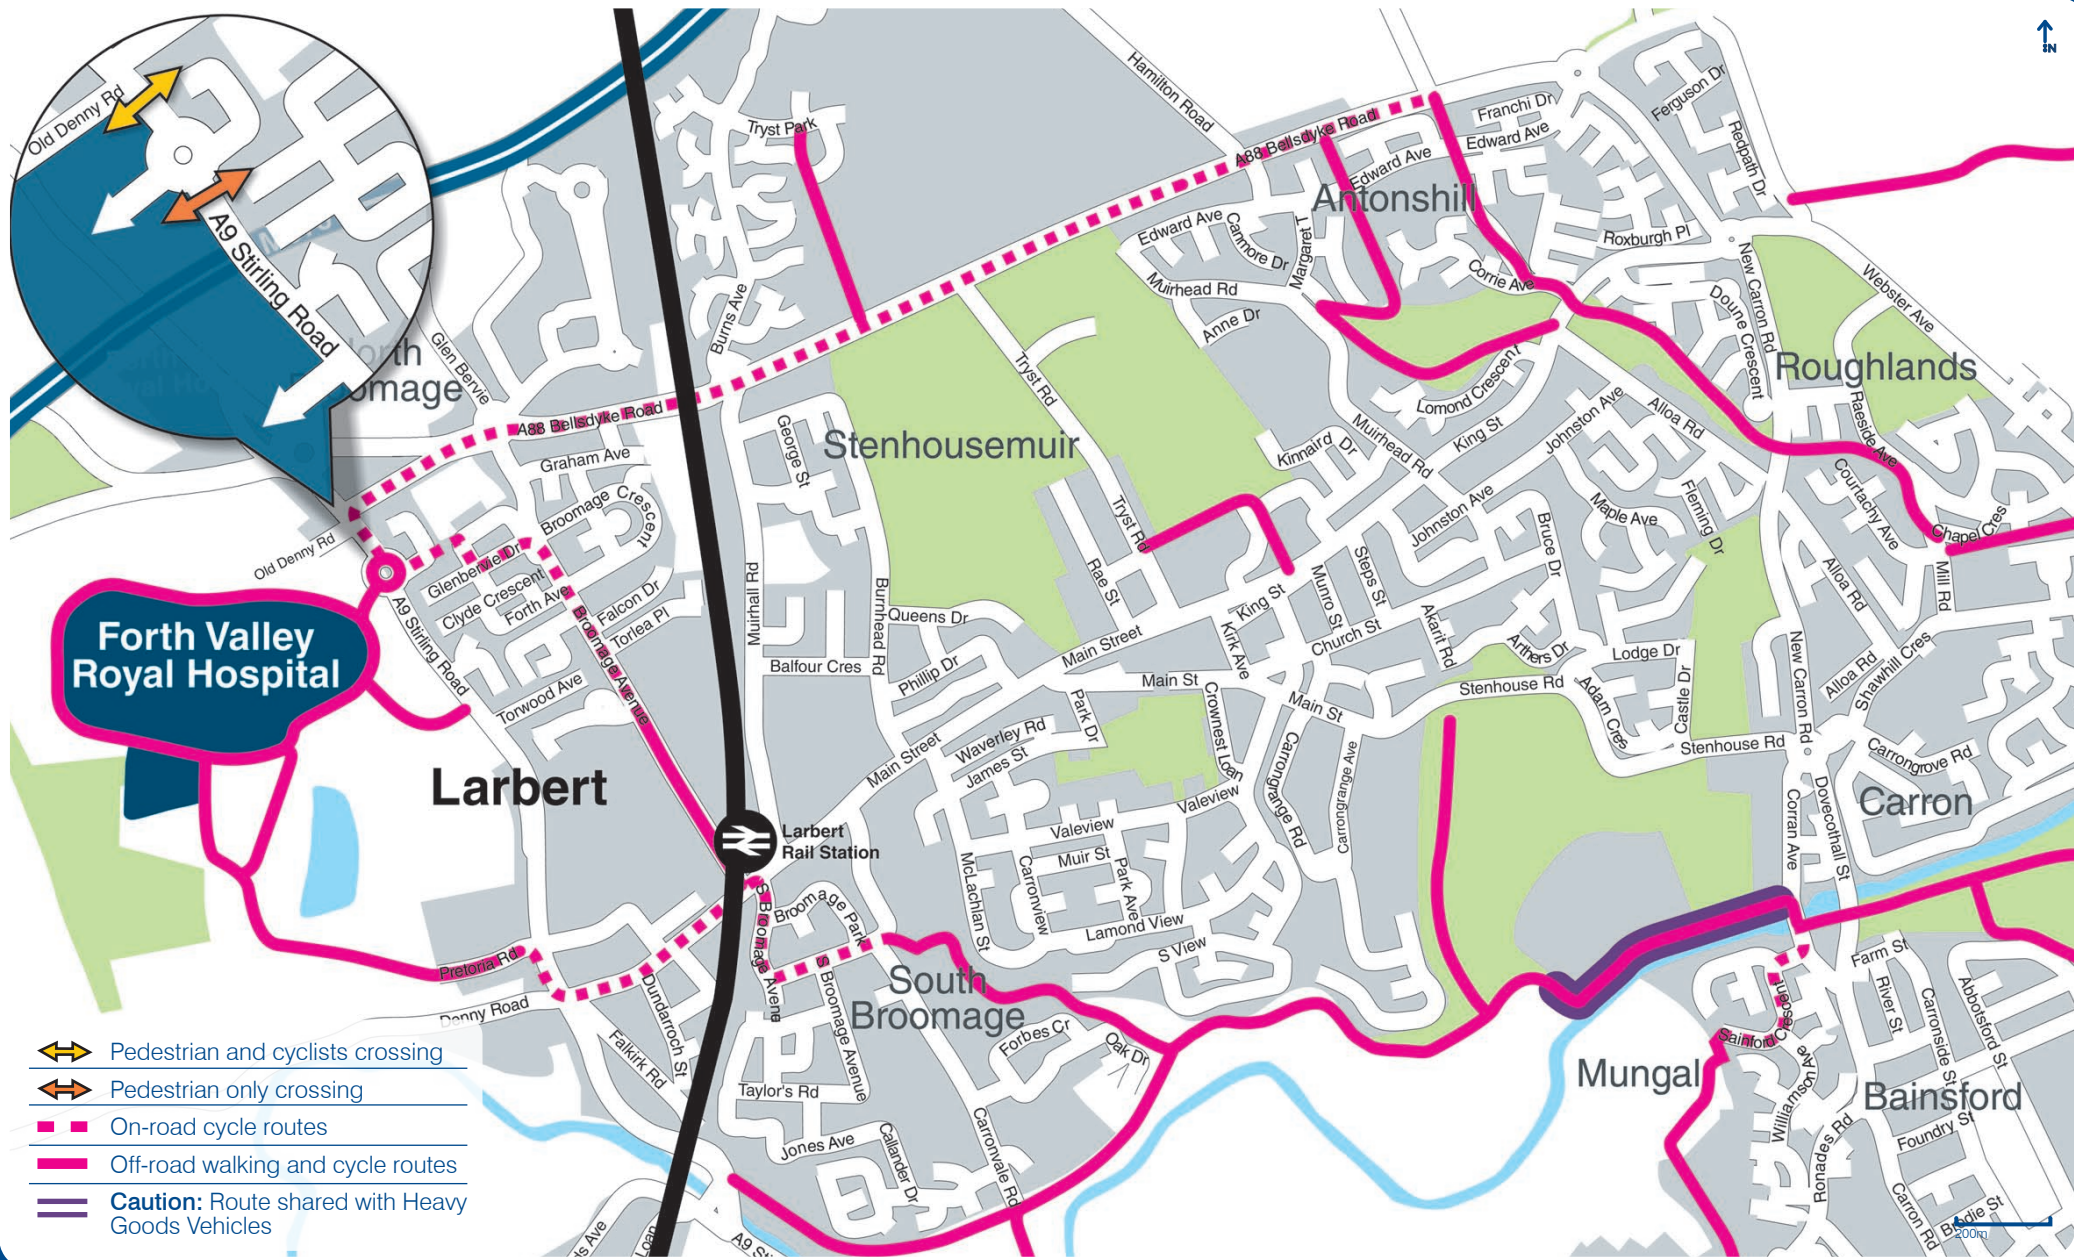 Old Denny Rd
A9 Stirling Road
North
Broomage
Glen Bervie
Tryst Park
Hamilton Road
A88 Bellsdyke Road
Franchi Dr
Edward Ave
Edward Ave
Ferguson Dr
Redpath Dr
Antonshill
Edward Ave
Canmore Dr
Margaret T
Muirhead Rd
Anne Dr
Corrie Ave
Roxburgh Pl
New Carron Rd
Doune Crescent
Webster Ave
Roughlands
Raeside Ave
Burns Ave
Tryst Rd
Lomond Crescent
King St
Johnston Ave
Alloa Rd
Muirhead Rd
Kinnaird Dr
A88 Bellsdyke Road
Graham Ave
George St
Stenhousemuir
Broomage Crescent
Tryst Rd
Johnston Ave
Maple Ave
Fleming Dr
Courtachy Ave
Chapel Cres
Old Denny Rd
Glenbervie Dr
Clyde Crescent
Forth Ave
Falcon Dr
Torlea Pl
Muirhall Rd
Burnhead Rd
Queens Dr
Rae St
King St
Munro St
Steps St
Bruce Dr
Alloa Rd
Mill Rd
A9 Stirling Road
Broomage Avenue
Forth Valley
Royal Hospital
Torwood Ave
Balfour Cres
Phillip Dr
Main Street
Main St
Kirk Ave
Church St
Akarit Rd
Arthers Dr
Lodge Dr
New Carron Rd
Alloa Rd
Shawhill Cres
Stenhouse Rd
Adam Cres
Castle Dr
Stenhouse Rd
Main St
Park Dr
Crownest Loan
Waverley Rd
James St
Main Street
Larbert
Carrongrange Rd
Carrongrange Ave
Valeview
Valeview
Carrongrove Rd
Carron
Corran Ave
Dovecothall St
Larbert
Rail Station
Muir St
Park Ave
McLachlan St
Carronview
Lamond View
S View
S Broomage Avene
Broomage Park
S Broomage Avenue
Pretoria Rd
Denny Road
Dundarroch St
Falkirk Rd
South
Broomage
Forbes Cr
Oak Dr
Taylor's Rd
Jones Ave
Callander Dr
Carronvale Rd
Farm St
River St
Carronside St
Abbotsford St
Sainford Crescent
Mungal
Williamson Ave
Bainsford
Foundry St
Ronades Rd
Carron Rd
Brodie St
200m
N
Pedestrian and cyclists crossing
Pedestrian only crossing
On-road cycle routes
Off-road walking and cycle routes
Caution: Route shared with Heavy
Goods Vehicles